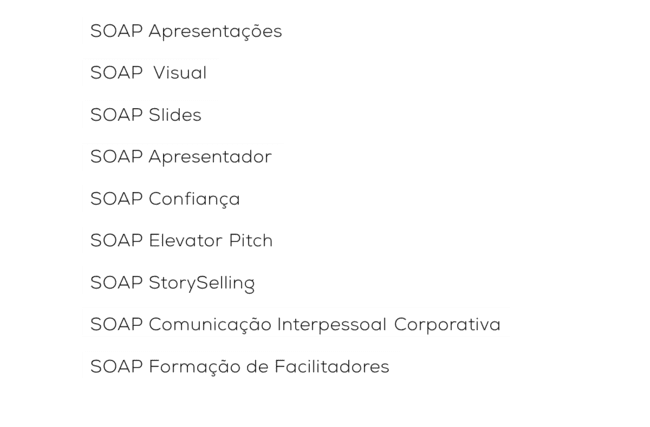 SOAP Apresentações
SOAP Visual
SOAP Slides
SOAP Apresentador
SOAP Confiança
SOAP Elevator Pitch
SOAP StorySelling
SOAP Comunicação Interpessoal Corporativa
SOAP Formação de Facilitadores